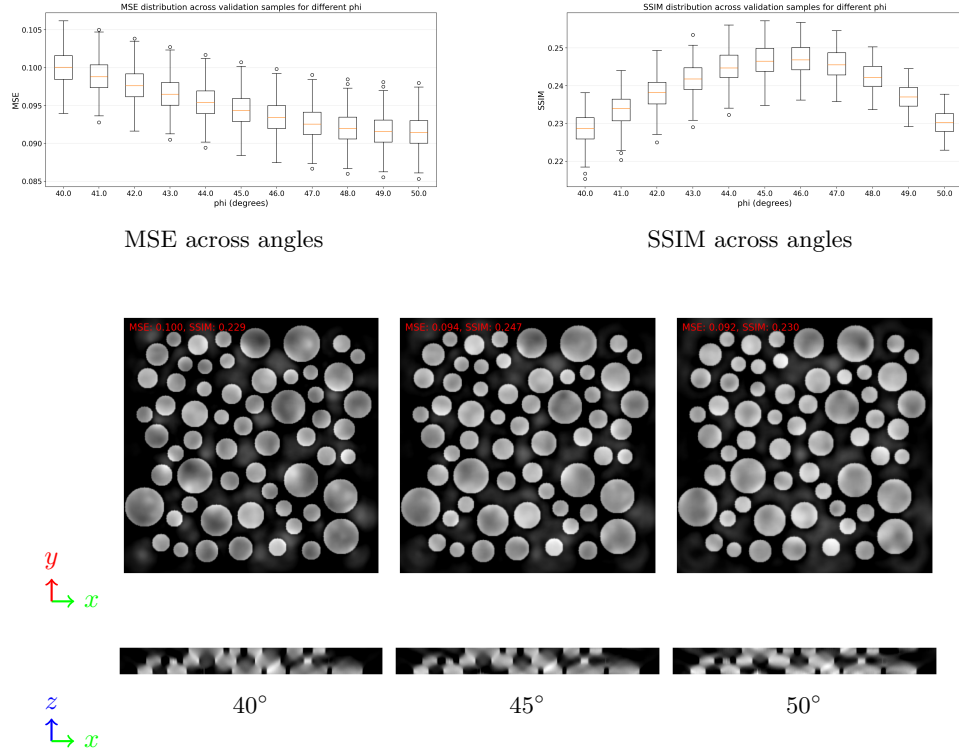 MSE distribution across validation samples for different phi
0.105
0.100
0.095
0.090
0.085
MSE
40.0 41.0 42.0 43.0 44.0 45.0 46.0 47.0 48.0 49.0 50.0
phi (degrees)
MSE across angles
SSIM distribution across validation samples for different phi
0.25
0.24
0.23
0.22
SSIM
40.0 41.0 42.0 43.0 44.0 45.0 46.0 47.0 48.0 49.0 50.0
phi (degrees)
SSIM across angles
MSE: 0.100, SSIM: 0.229
MSE: 0.094, SSIM: 0.247
MSE: 0.092, SSIM: 0.230
y
x
z
x
40°
45°
50°